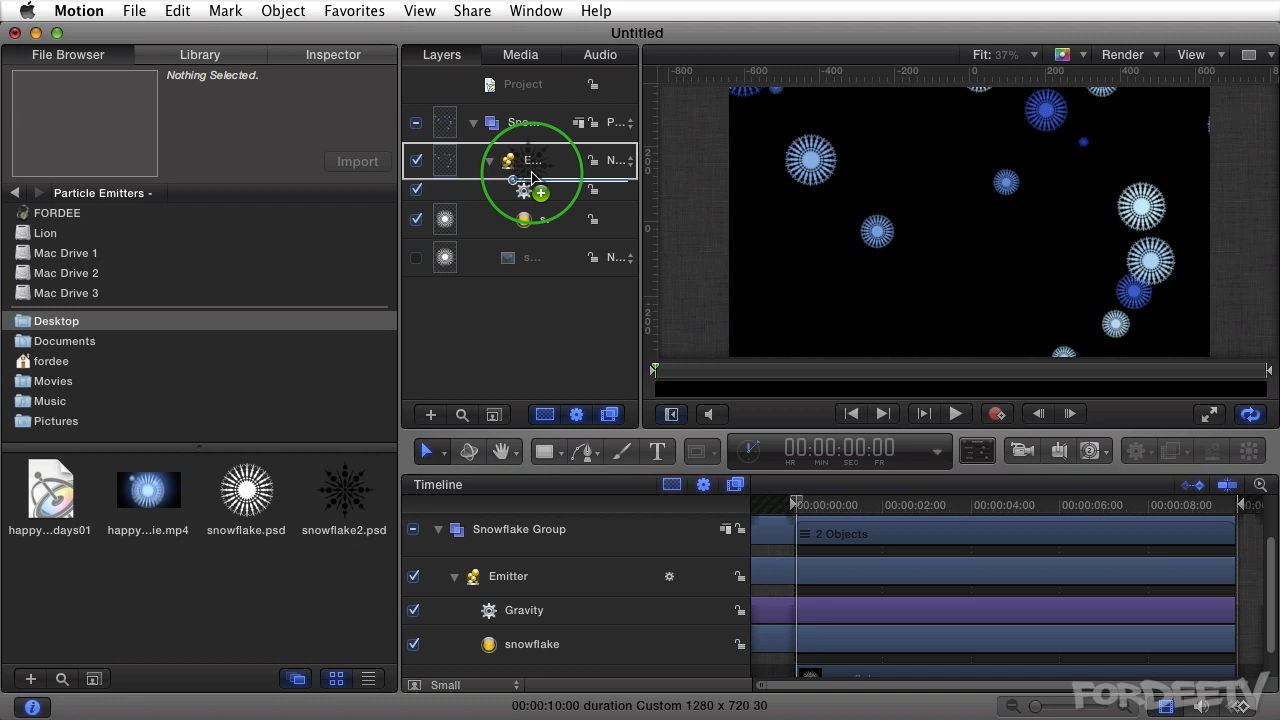 Motion File Edit Mark Object Favorites View Share Window Help
Untitled
File Browser Library Inspector
Layers Media Audio
Fit: 37% Render View
Nothing Selected.
Import
Particle Emitters
FORDEE
Lion
Mac Drive 1
Mac Drive 2
Mac Drive 3
Desktop
Documents
fordee
Movies
Music
Pictures
happy...days01
happy...ie.mp4
snowflake.psd
snowflake2.psd
Project
Sno... P...
E... N...
s...
s... N...
-800 -600 -400 -200 0 200 400 600
200
0
-200
00:00:00:00
HR MIN SEC FR
Timeline
00:00:00:00 00:00:02:00 00:00:04:00 00:00:06:00 00:00:08:00
Snowflake Group
2 Objects
Emitter
Gravity
snowflake
Small
00:00:10:00 duration Custom 1280 x 720 30
FORDEETV